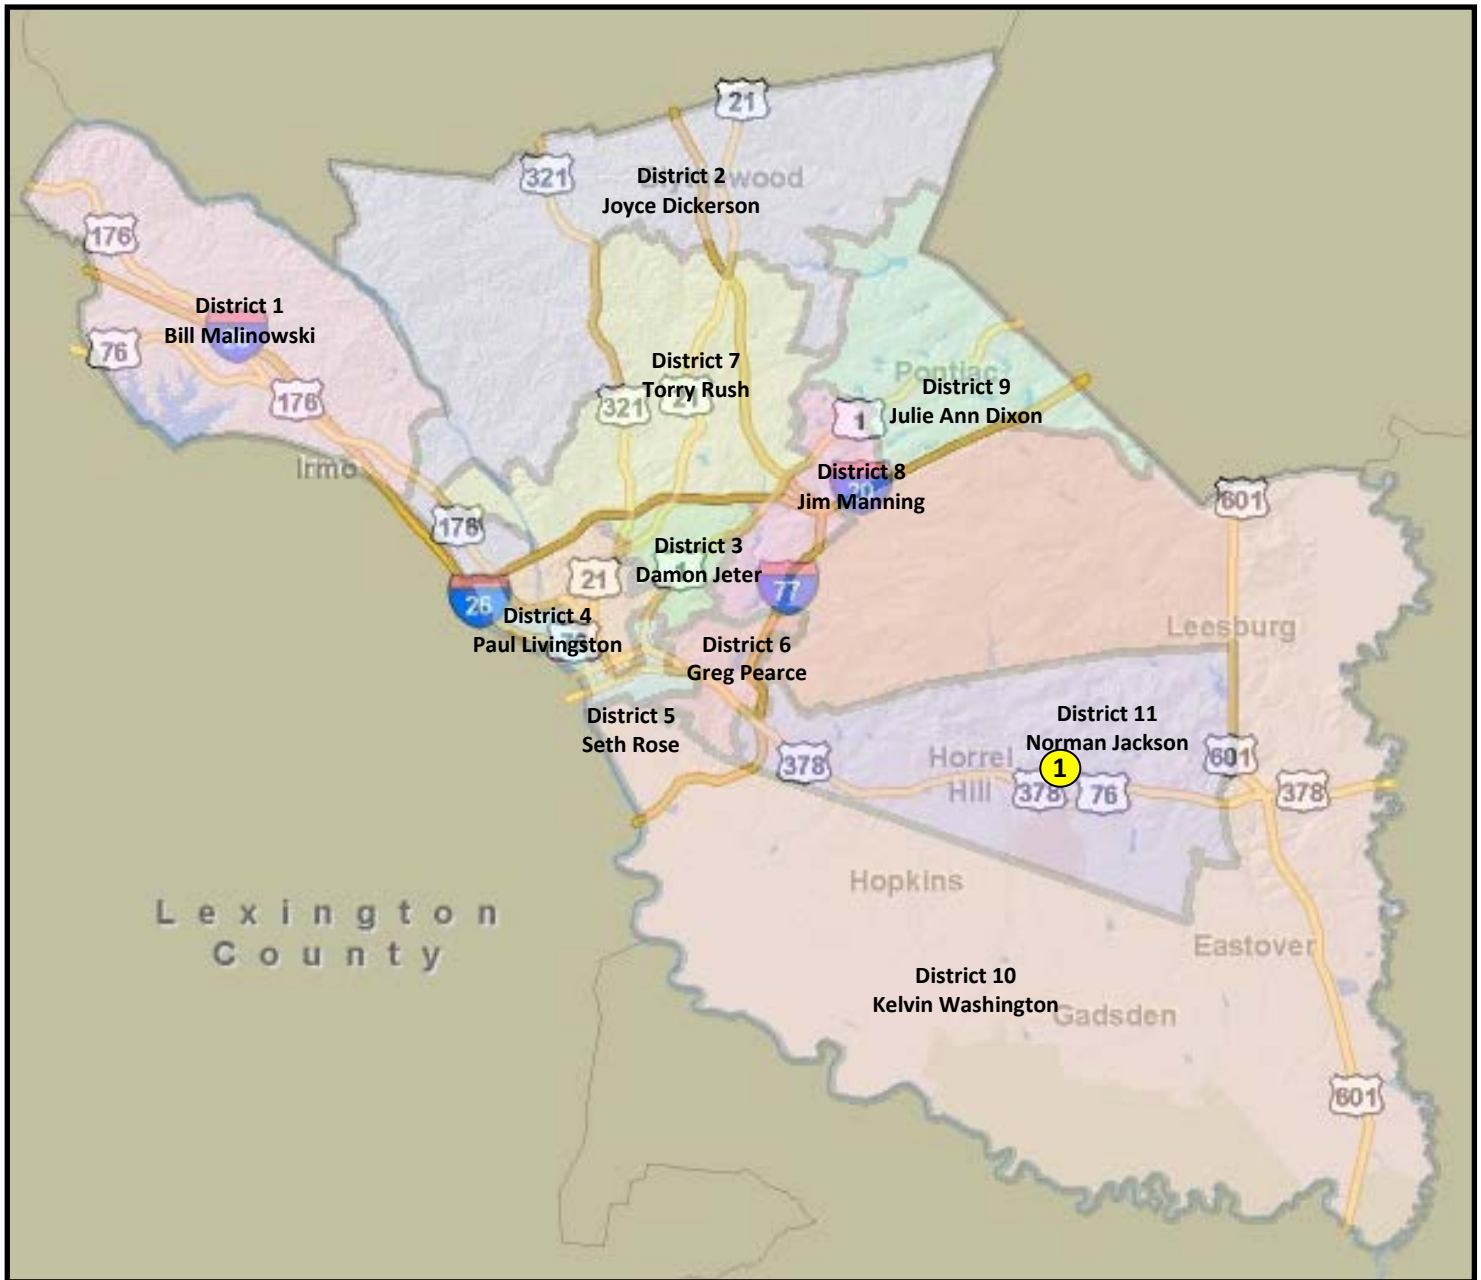 21
321
District 2
Joyce Dickerson
176
District 1
Bill Malinowski
76
176
District 7
Torry Rush
321
21
Pontiac
District 9
Julie Ann Dixon
1
Irmo
District 8
Jim Manning
20
601
176
District 3
Damon Jeter
21
77
26
District 4
Paul Livingston
76
District 6
Greg Pearce
Leesburg
District 5
Seth Rose
District 11
Norman Jackson
378
Horrel
Hill
1
601
378
76
378
Hopkins
Lexington
County
Eastover
District 10
Kelvin Washington
Gadsden
601